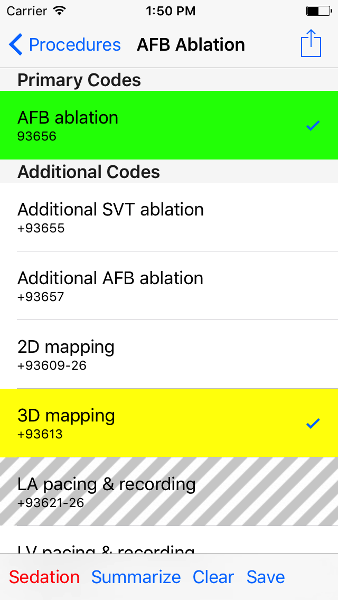 Carrier 1:50 PM
Procedures AFB Ablation
Primary Codes
AFB ablation
93656
Additional Codes
Additional SVT ablation
+93655
Additional AFB ablation
+93657
2D mapping
+93609-26
3D mapping
+93613
LA pacing & recording
+93621-26
LV pacing & recording
Sedation Summarize Clear Save